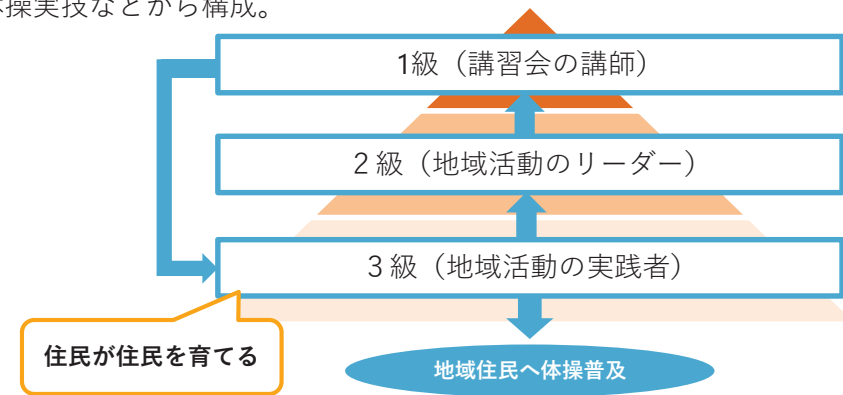 操実技などから構成。
1級（講習会の講師）
２級（地域活動のリーダー）
３級（地域活動の実践者）
住民が住民を育てる
地域住民へ体操普及